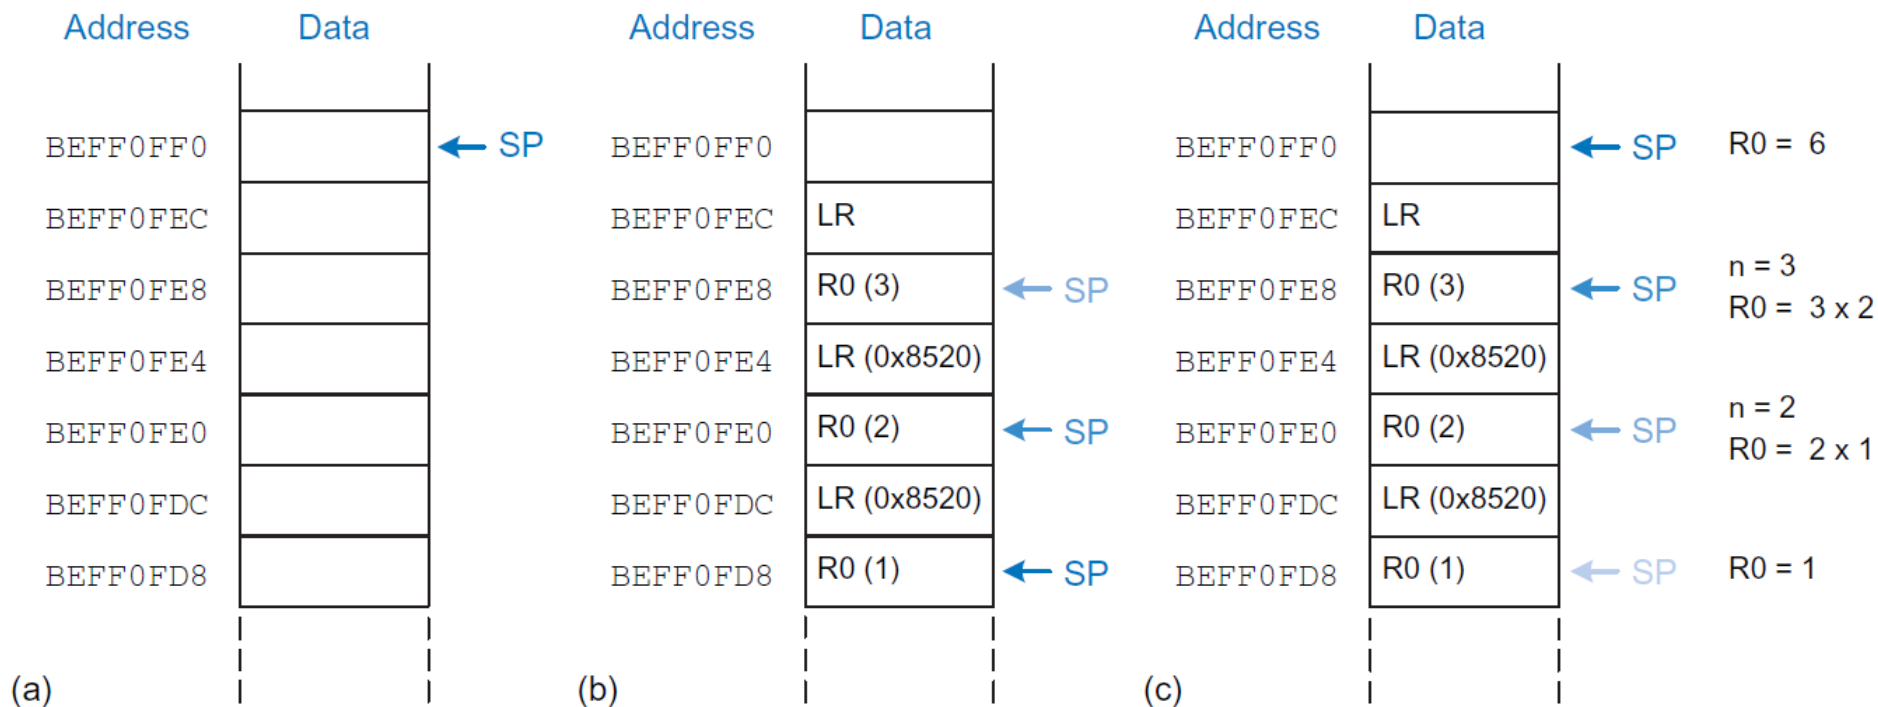 Address Data Address Data Address Data
BEFF0FF0 SP BEFF0FF0 BEFF0FF0 SP R0 = 6
BEFF0FEC BEFF0FEC LR BEFF0FEC LR
BEFF0FE8 BEFF0FE8 R0 (3) SP BEFF0FE8 R0 (3) SP n = 3
R0 = 3 x 2
BEFF0FE4 BEFF0FE4 LR (0x8520) BEFF0FE4 LR (0x8520)
BEFF0FE0 BEFF0FE0 R0 (2) SP BEFF0FE0 R0 (2) SP n = 2
R0 = 2 x 1
BEFF0FDC BEFF0FDC LR (0x8520) BEFF0FDC LR (0x8520)
BEFF0FD8 BEFF0FD8 R0 (1) SP BEFF0FD8 R0 (1) SP R0 = 1
(a) (b) (c)